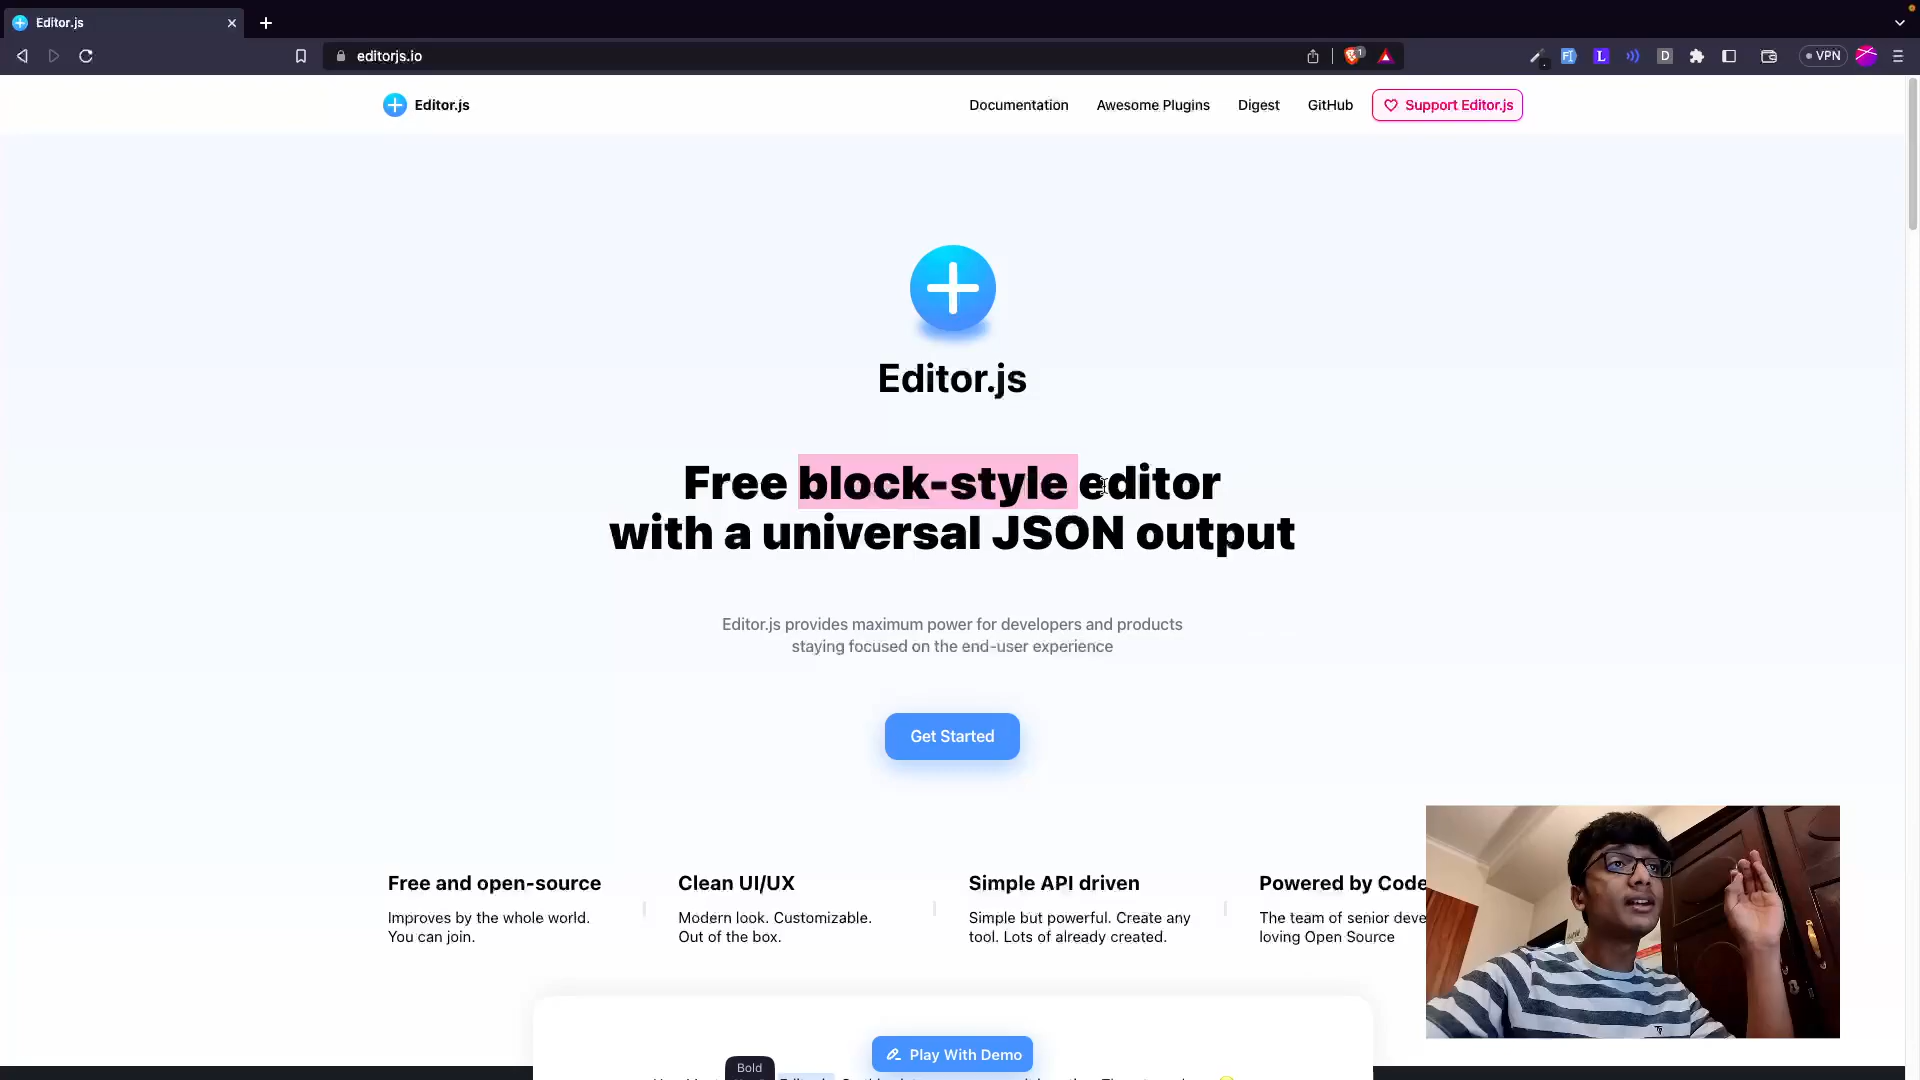 Editor.js
editorjs.io
VPN
Editor.js
Documentation
Awesome Plugins
Digest
GitHub
Support Editor.js
Editor.js
Free block-style editor
with a universal JSON output
Editor.js provides maximum power for developers and products
staying focused on the end-user experience
Get Started
Free and open-source
Improves by the whole world.
You can join.
Clean UI/UX
Modern look. Customizable.
Out of the box.
Simple API driven
Simple but powerful. Create any
tool. Lots of already created.
Powered by Code
The team of senior deve
loving Open Source
Play With Demo
Bold